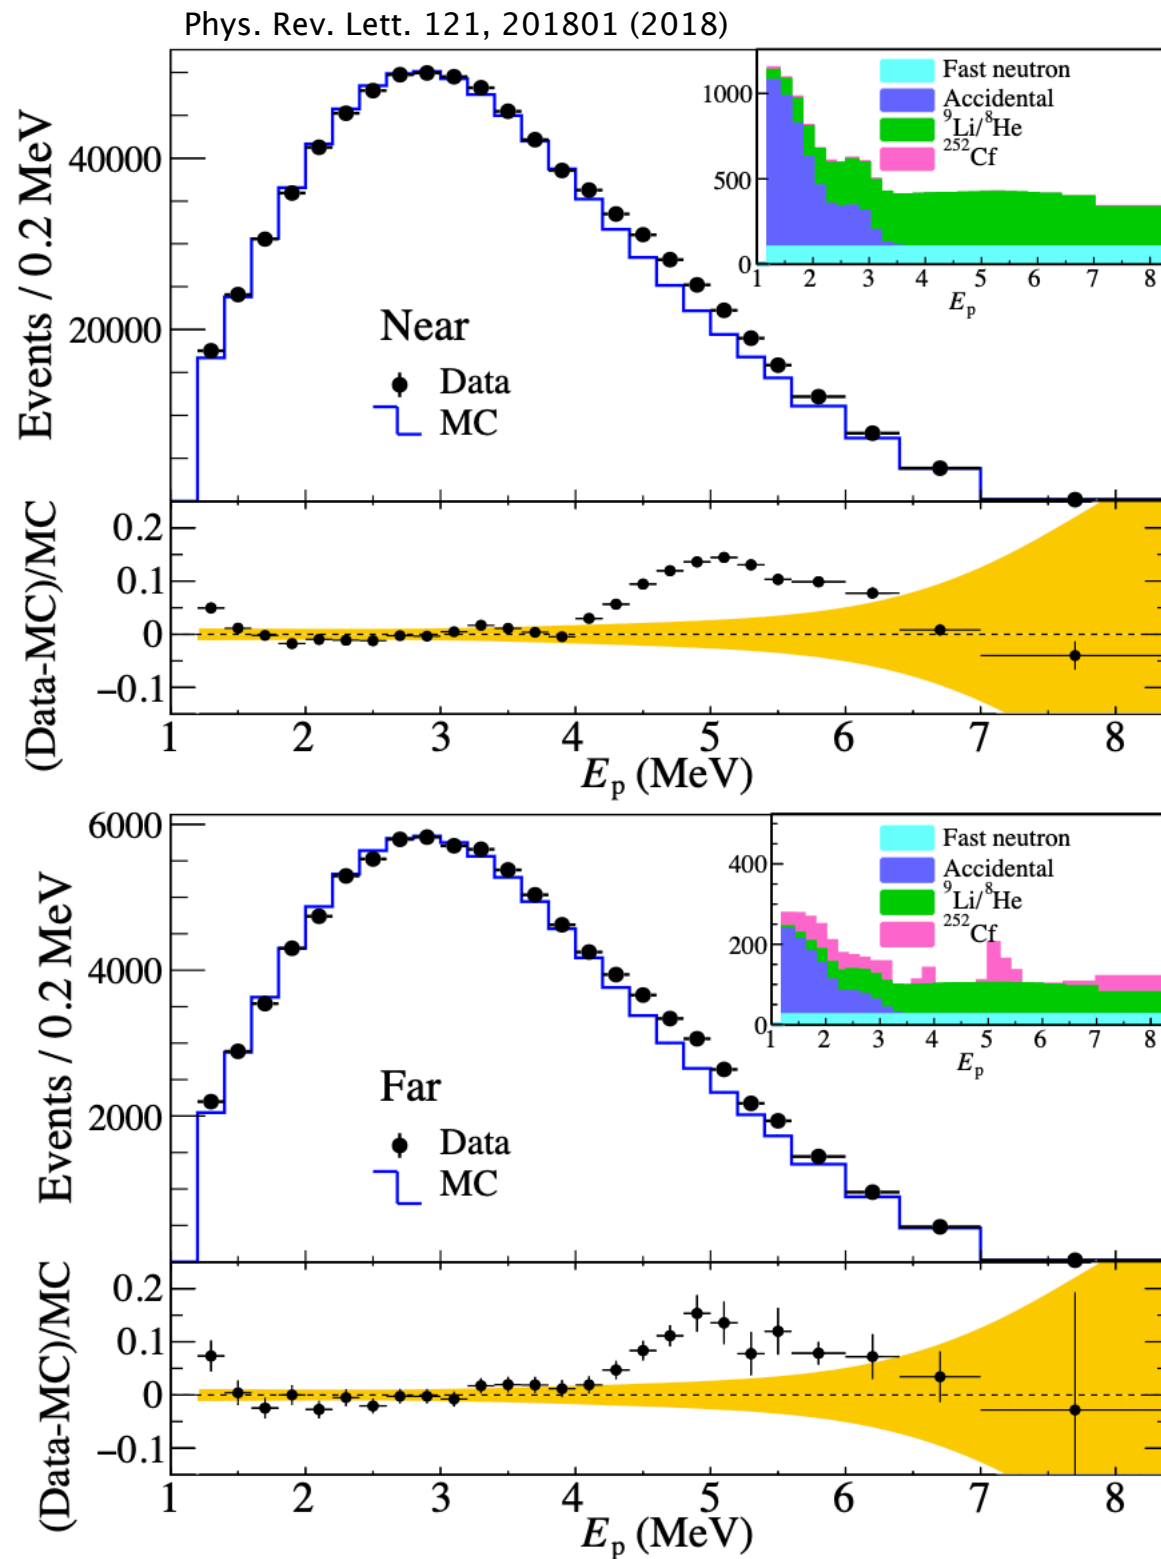 Phys. Rev. Lett. 121, 201801 (2018)
Events / 0.2 MeV
40000
20000
Near
Data
MC
1000
500
0
Fast neutron
Accidental
⁹Li/⁸He
²⁵²Cf
1 2 3 4 5 6 7 8
Eₚ
(Data-MC)/MC
0.2
0.1
0
−0.1
1 2 3 4 5 6 7 8
Eₚ (MeV)
Events / 0.2 MeV
6000
4000
2000
Far
Data
MC
400
200
0
Fast neutron
Accidental
⁹Li/⁸He
²⁵²Cf
1 2 3 4 5 6 7 8
Eₚ
(Data-MC)/MC
0.2
0.1
0
−0.1
1 2 3 4 5 6 7 8
Eₚ (MeV)